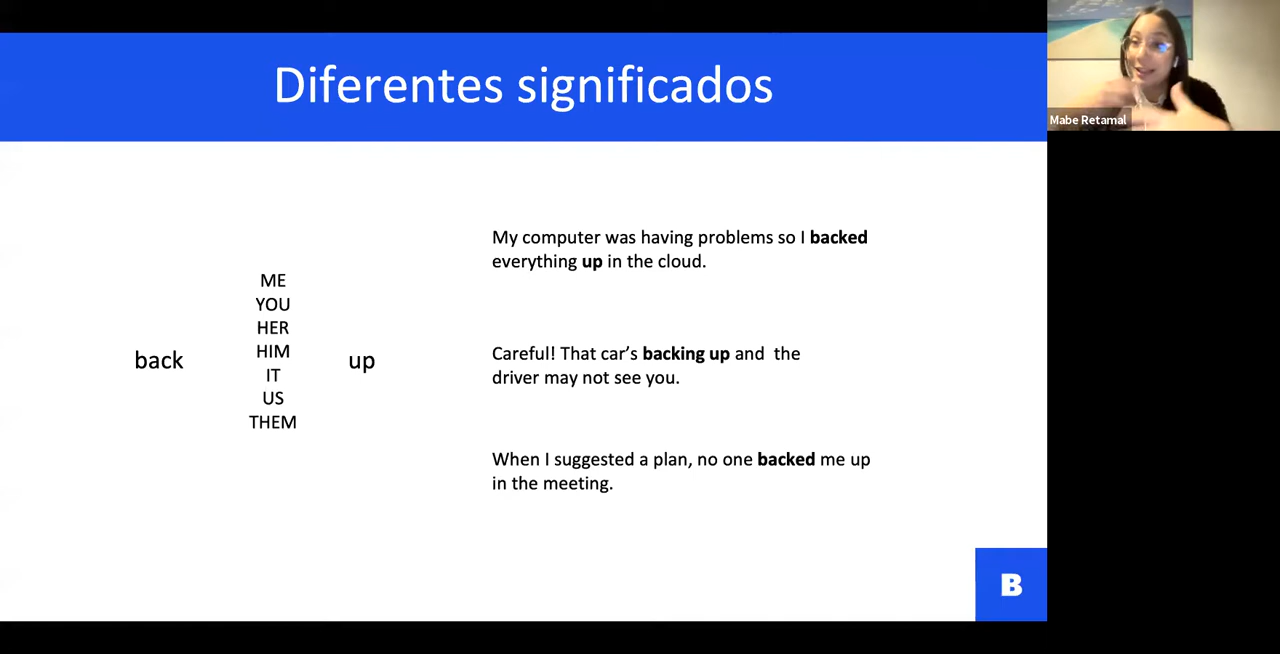 Diferentes significados
Mabe Retamal
back
ME
YOU
HER
HIM
IT
US
THEM
up
My computer was having problems so I backed
everything up in the cloud.
Careful! That car’s backing up and the
driver may not see you.
When I suggested a plan, no one backed me up
in the meeting.
B